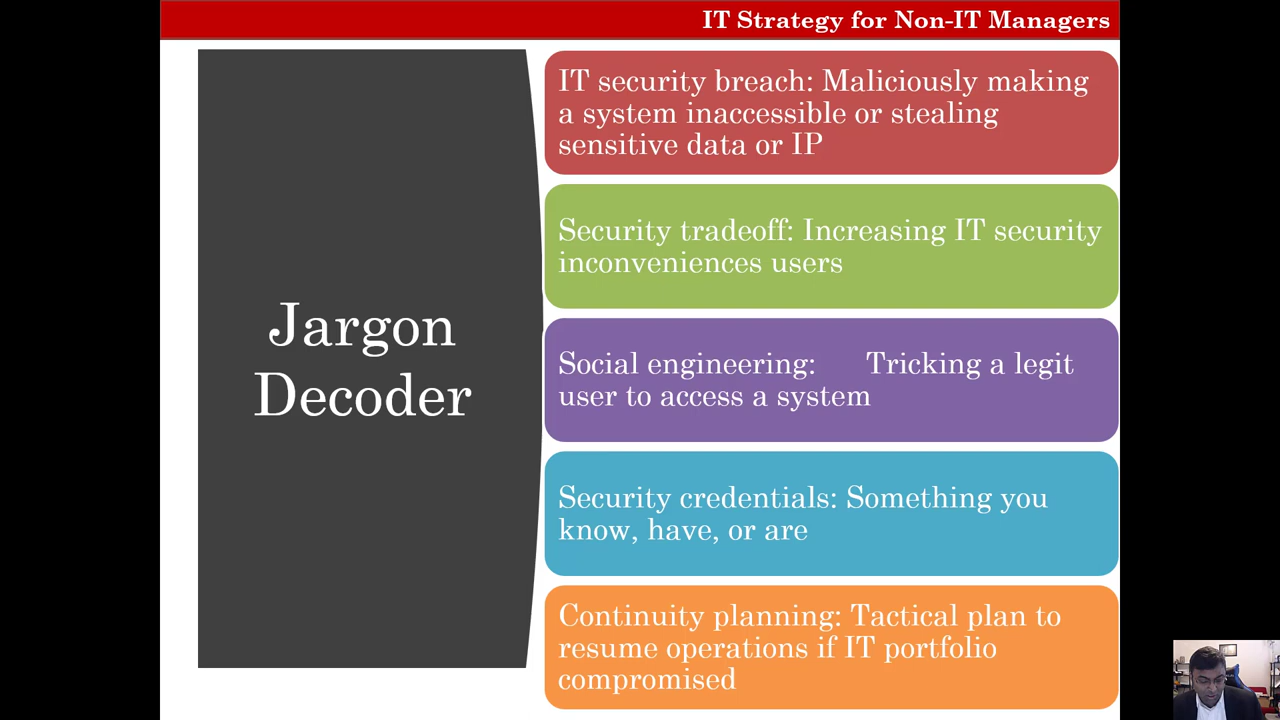 IT Strategy for Non-IT Managers
Jargon
Decoder
IT security breach: Maliciously making
a system inaccessible or stealing
sensitive data or IP
Security tradeoff: Increasing IT security
inconveniences users
Social engineering: Tricking a legit
user to access a system
Security credentials: Something you
know, have, or are
Continuity planning: Tactical plan to
resume operations if IT portfolio
compromised